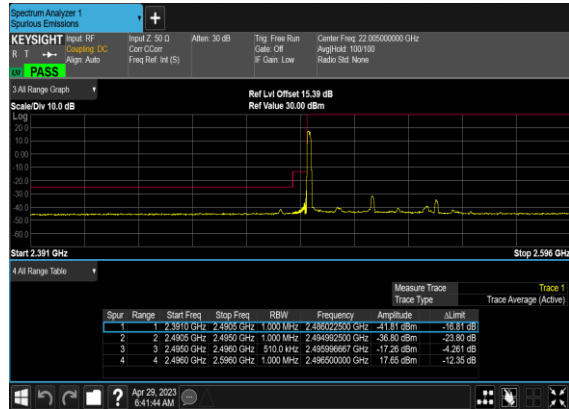 Spectrum Analyzer 1
Spurious Emissions
+
KEYSIGHT Input: RF Input Z: 50 Ω Atten: 30 dB Trig: Free Run Center Freq: 22.005000000 GHz
R T Coupling: DC Corr CCorr Gate: Off Avg|Hold: 100/100
Align: Auto Freq Ref: Int (S) IF Gain: Low Radio Std: None
PASS
3 All Range Graph
Ref Lvl Offset 15.39 dB
Scale/Div 10.0 dB Ref Value 30.00 dBm
Log
20.0
10.0
0.00
-10.0
-20.0
-30.0
-40.0
-50.0
-60.0
Start 2.391 GHz Stop 2.596 GHz
4 All Range Table
Measure Trace Trace 1
Trace Type Trace Average (Active)
Spur Range Start Freq Stop Freq RBW Frequency Amplitude ΔLimit
1 1 2.3910 GHz 2.4905 GHz 1.000 MHz 2.486022500 GHz -41.81 dBm -16.81 dB
2 2 2.4905 GHz 2.4950 GHz 1.000 MHz 2.494992500 GHz -36.80 dBm -23.80 dB
3 3 2.4950 GHz 2.4960 GHz 510.0 kHz 2.495996667 GHz -17.26 dBm -4.261 dB
4 4 2.4960 GHz 2.5960 GHz 1.000 MHz 2.496500000 GHz 17.65 dBm -12.35 dB
? Apr 29, 2023
6:41:44 AM